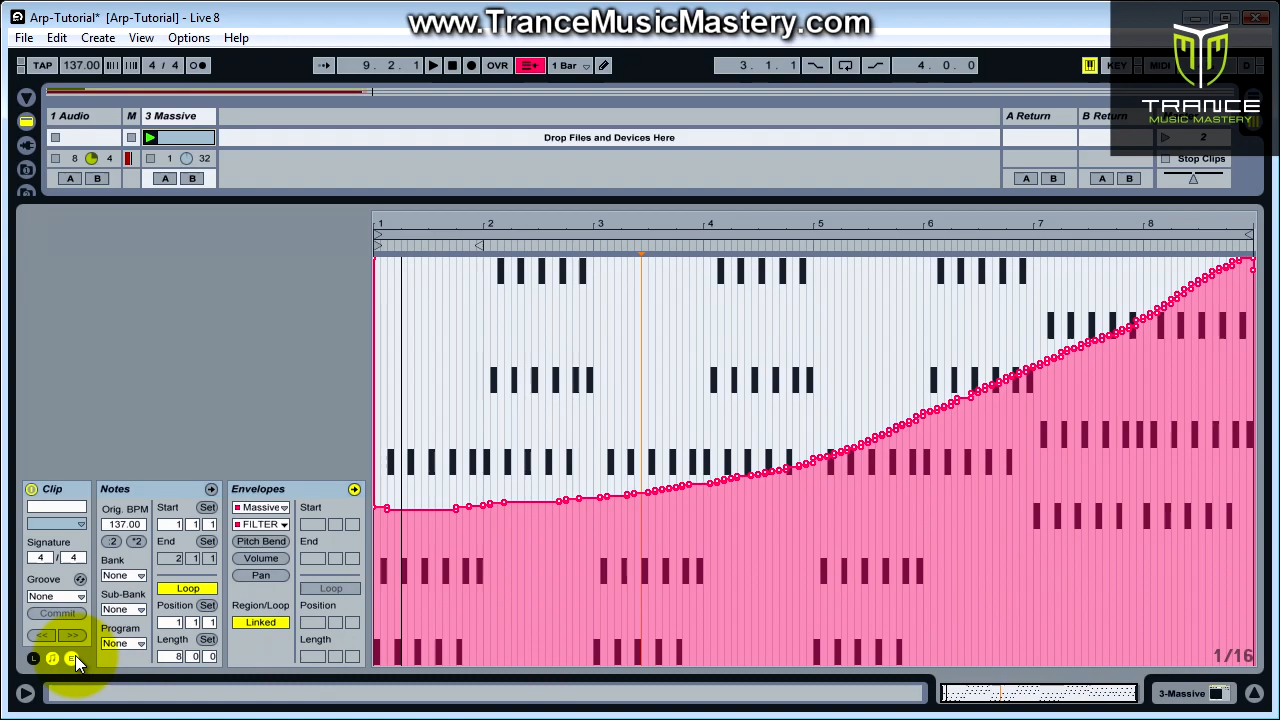 Arp-Tutorial* [Arp-Tutorial] - Live 8
www.TranceMusicMastery.com
File Edit Create View Options Help
TAP 137.00 4 / 4 9. 2. 1 OVR 1 Bar 3. 1. 1 4. 0. 0 KEY MIDI D
TRANCE
MUSIC MASTERY
1 Audio M 3 Massive A Return B Return
Drop Files and Devices Here 2
8 4 1 32 Stop Clips
A B A B A B A B
1 2 3 4 5 6 7 8
Clip Notes Envelopes
Orig. BPM Start Set Massive Start
137.00 1 1 1 FILTER
Signature :2 *2 End Set Pitch Bend End
4 / 4 Bank 2 1 1 Volume
Groove None Loop Pan Loop
None Sub-Bank Position Set Region/Loop Position
Commit None 1 1 1 Linked
<< >> Program Length Set Length
L E None 8 0 0
1/16
3-Massive